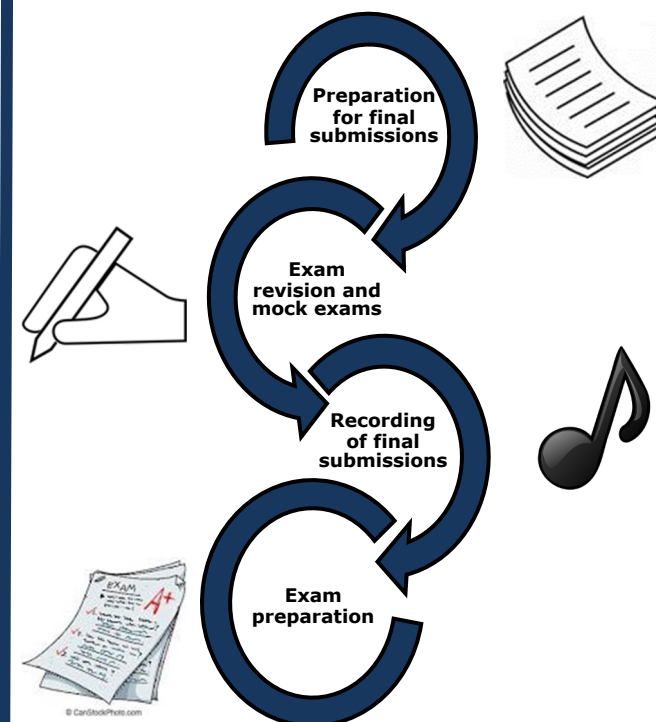 Preparation
for final
submissions
Exam
revision and
mock exams
Recording
of final
submissions
Exam
preparation
EXAM
A+
© CanStockPhoto.com